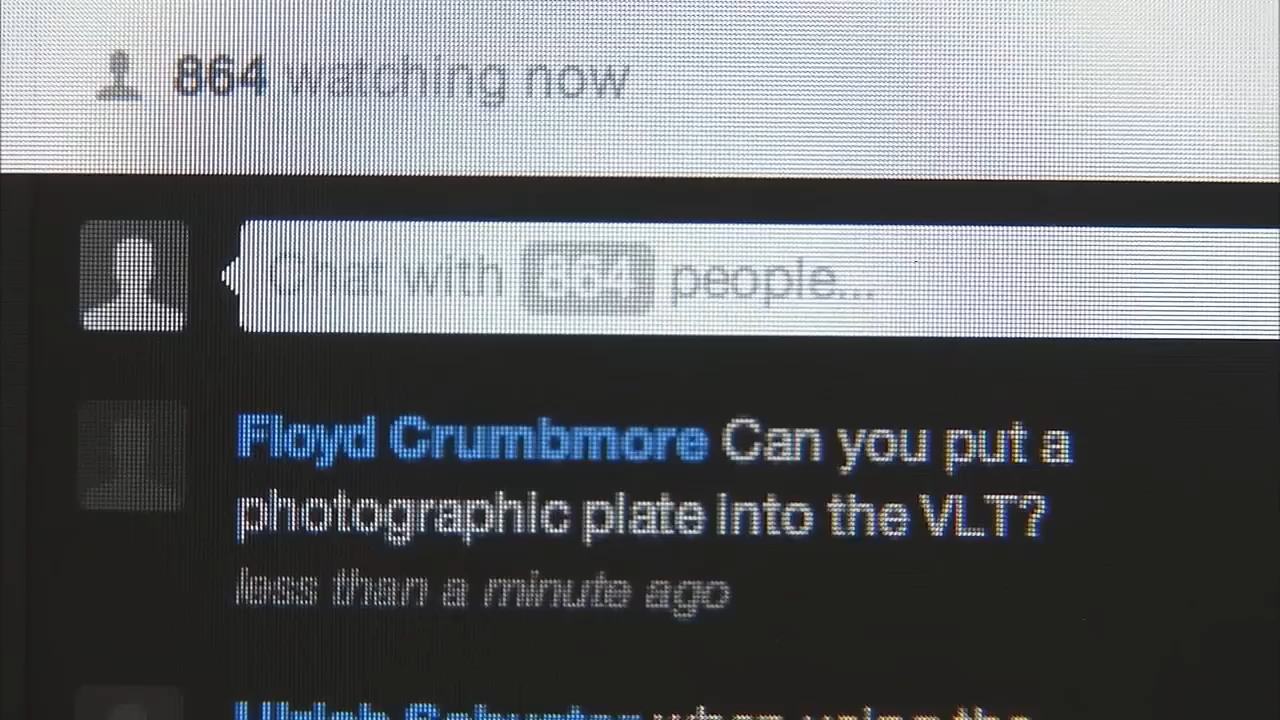 864 watching now
Chat with 864 people...
Floyd Crumbmore Can you put a
photographic plate into the VLT?
less than a minute ago